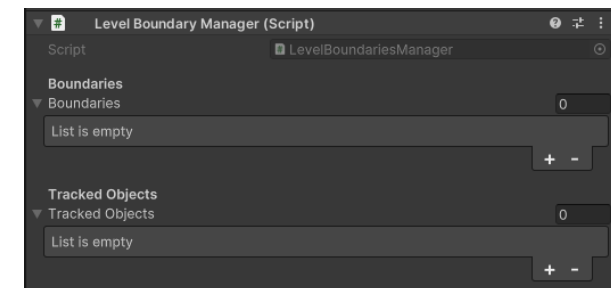 # Level Boundary Manager (Script)
Script # LevelBoundariesManager
Boundaries
Boundaries 0
List is empty
+ -
Tracked Objects
Tracked Objects 0
List is empty
+ -